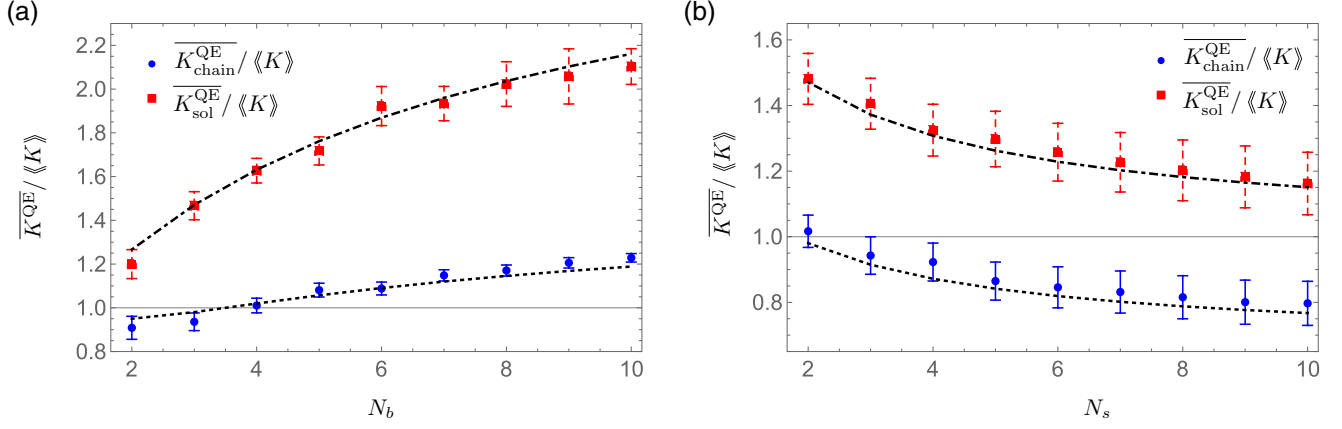 (a)
K^QE_chain / ⟪K⟫
K^QE_sol / ⟪K⟫
K^QE / ⟪K⟫
2.2
2.0
1.8
1.6
1.4
1.2
1.0
0.8
2 4 6 8 10
N_b
(b)
K^QE_chain / ⟪K⟫
K^QE_sol / ⟪K⟫
K^QE / ⟪K⟫
1.6
1.4
1.2
1.0
0.8
2 4 6 8 10
N_s